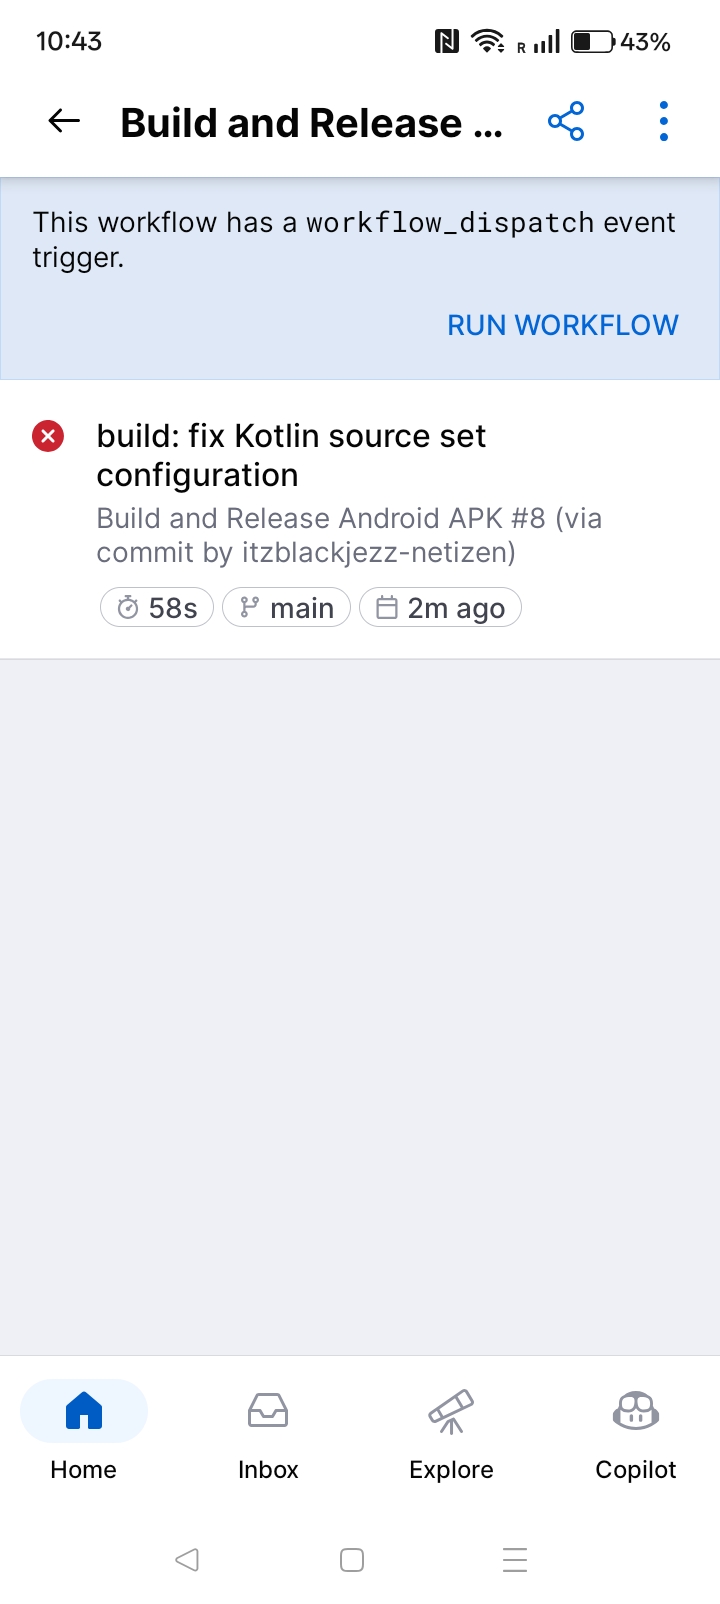 10:43
R
43%
Build and Release ...
This workflow has a workflow_dispatch event
trigger.
RUN WORKFLOW
build: fix Kotlin source set
configuration
Build and Release Android APK #8 (via
commit by itzblackjezz-netizen)
58s
main
2m ago
Home
Inbox
Explore
Copilot